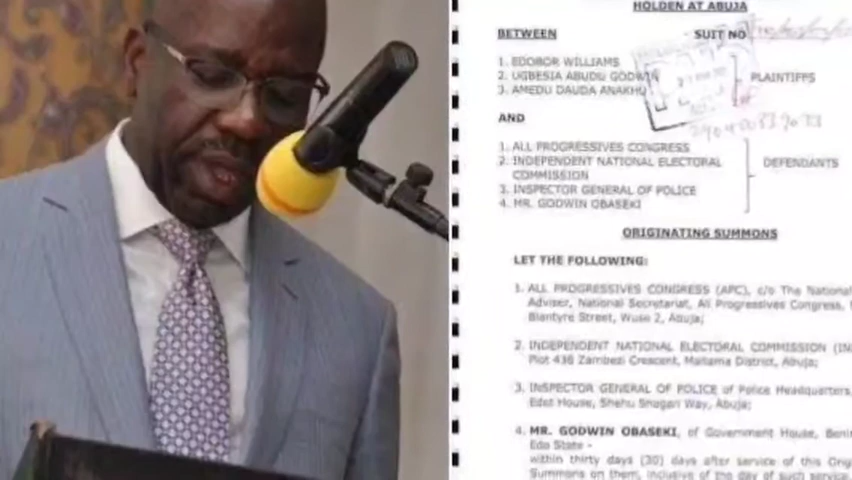 HOLDEN AT ABUJA
BETWEEN SUIT NO
1. EDOBOR WILLIAMS
2. UGBESIA ABUDU GODWIN
3. AMEDU DAUDA ANAKHU
PLAINTIFFS
AND
1. ALL PROGRESSIVES CONGRESS
2. INDEPENDENT NATIONAL ELECTORAL
COMMISSION
3. INSPECTOR GENERAL OF POLICE
4. MR. GODWIN OBASEKI
DEFENDANTS
ORIGINATING SUMMONS
LET THE FOLLOWING:
1. ALL PROGRESSIVES CONGRESS (APC), c/o The National
Adviser, National Secretariat, All Progressives Congress,
Blantyre Street, Wuse 2, Abuja;
2. INDEPENDENT NATIONAL ELECTORAL COMMISSION (IN
Plot 436 Zambezi Crescent, Maitama District, Abuja;
3. INSPECTOR GENERAL OF POLICE of Police Headquarters,
Edet House, Shehu Shagari Way, Abuja;
4. MR. GODWIN OBASEKI, of Government House, Benin
Edo State -
within thirty days (30) days after service of this Orig
Summons on them, inclusive of the day of such service,